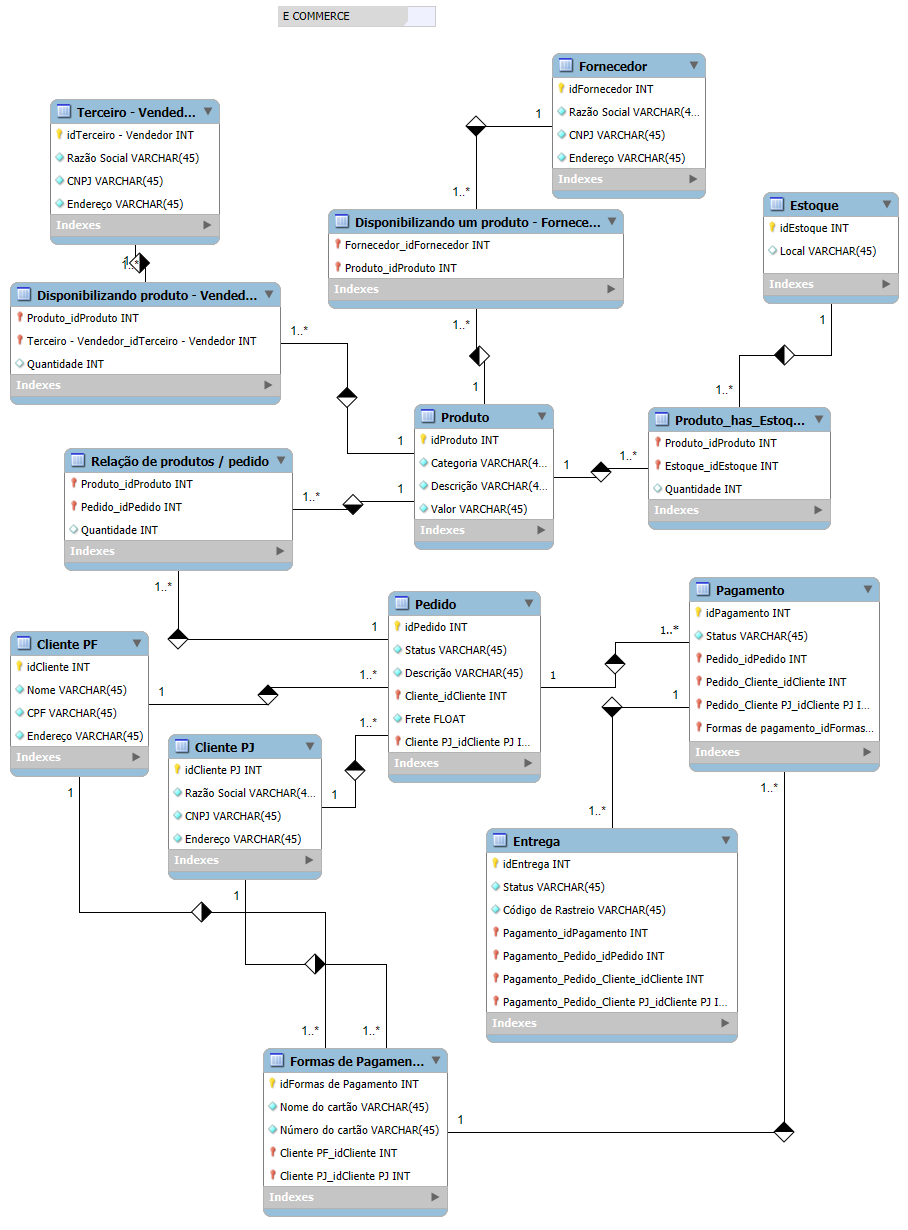 E COMMERCE
Fornecedor
idFornecedor INT
Razão Social VARCHAR(4...
CNPJ VARCHAR(45)
Endereço VARCHAR(45)
Indexes
Terceiro - Vended...
idTerceiro - Vendedor INT
Razão Social VARCHAR(45)
CNPJ VARCHAR(45)
Endereço VARCHAR(45)
Indexes
1
1..*
Disponibilizando um produto - Fornece...
Fornecedor_idFornecedor INT
Produto_idProduto INT
Indexes
Estoque
idEstoque INT
Local VARCHAR(45)
Indexes
1..*
Disponibilizando produto - Vended...
Produto_idProduto INT
Terceiro - Vendedor_idTerceiro - Vendedor INT
Quantidade INT
Indexes
1..*
1
1..*
1
1
1..*
Produto
idProduto INT
Categoria VARCHAR(4...
Descrição VARCHAR(4...
Valor VARCHAR(45)
Indexes
Produto_has_Estoq...
Produto_idProduto INT
Estoque_idEstoque INT
Quantidade INT
Indexes
1
1..*
Relação de produtos / pedido
Produto_idProduto INT
Pedido_idPedido INT
Quantidade INT
Indexes
1..*
1
1..*
1
Pedido
idPedido INT
Status VARCHAR(45)
Descrição VARCHAR(45)
Cliente_idCliente INT
Frete FLOAT
Cliente PJ_idCliente PJ I...
Indexes
Pagamento
idPagamento INT
Status VARCHAR(45)
Pedido_idPedido INT
Pedido_Cliente_idCliente INT
Pedido_Cliente PJ_idCliente PJ I...
Formas de pagamento_idFormas...
Indexes
1
1..*
Cliente PF
idCliente INT
Nome VARCHAR(45)
CPF VARCHAR(45)
Endereço VARCHAR(45)
Indexes
1
1..*
Cliente PJ
idCliente PJ INT
Razão Social VARCHAR(4...
CNPJ VARCHAR(45)
Endereço VARCHAR(45)
Indexes
1
1..*
1
1..*
Entrega
idEntrega INT
Status VARCHAR(45)
Código de Rastreio VARCHAR(45)
Pagamento_idPagamento INT
Pagamento_Pedido_idPedido INT
Pagamento_Pedido_Cliente_idCliente INT
Pagamento_Pedido_Cliente PJ_idCliente PJ I...
Indexes
1
1
1..*
1..*
1..*
Formas de Pagamen...
idFormas de Pagamento INT
Nome do cartão VARCHAR(45)
Número do cartão VARCHAR(45)
Cliente PF_idCliente INT
Cliente PJ_idCliente PJ INT
Indexes
1